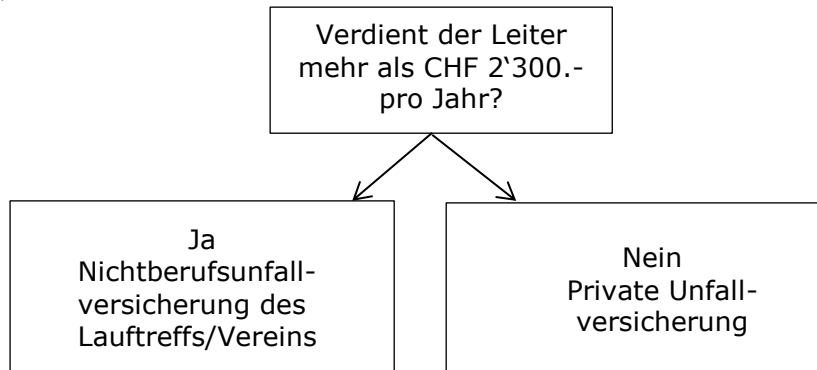 Verdient der Leiter
mehr als CHF 2‘300.-
pro Jahr?
Ja
Nichtberufsunfall-
versicherung des
Lauftreffs/Vereins
Nein
Private Unfall-
versicherung